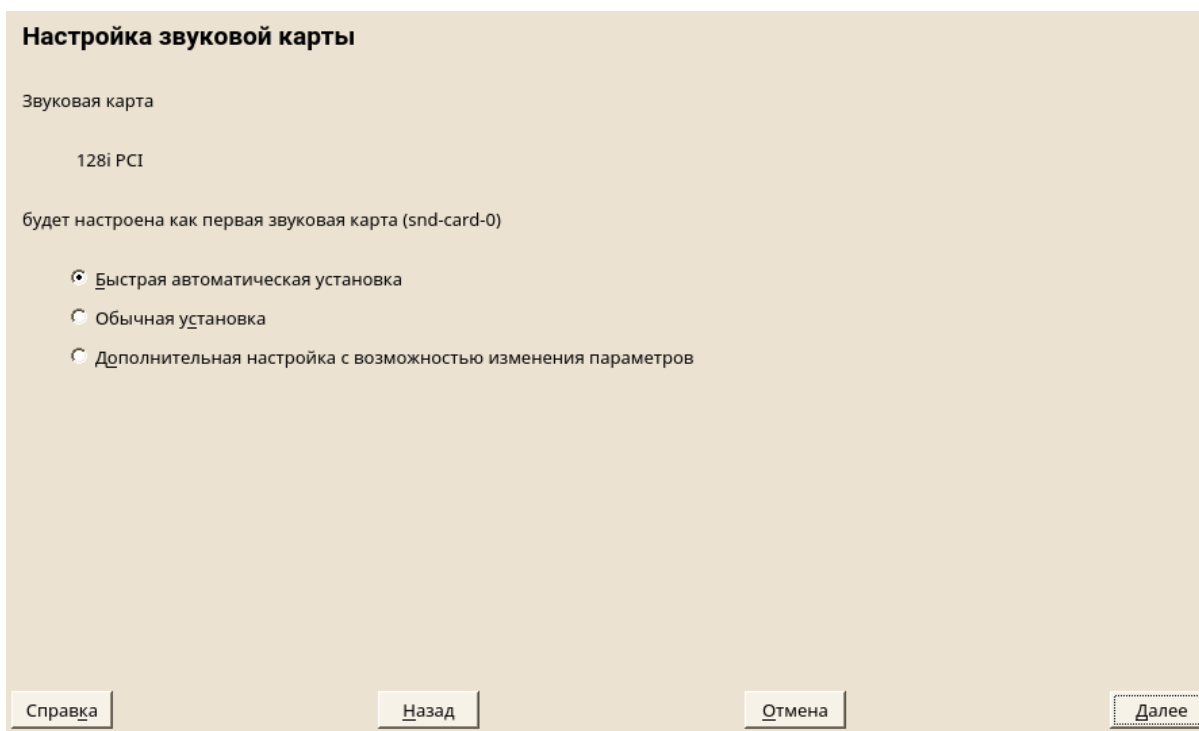 Настройка звуковой карты
Звуковая карта
128i PCI
будет настроена как первая звуковая карта (snd-card-0)
Быстрая автоматическая установка
Обычная установка
Дополнительная настройка с возможностью изменения параметров
Справка Назад Отмена Далее